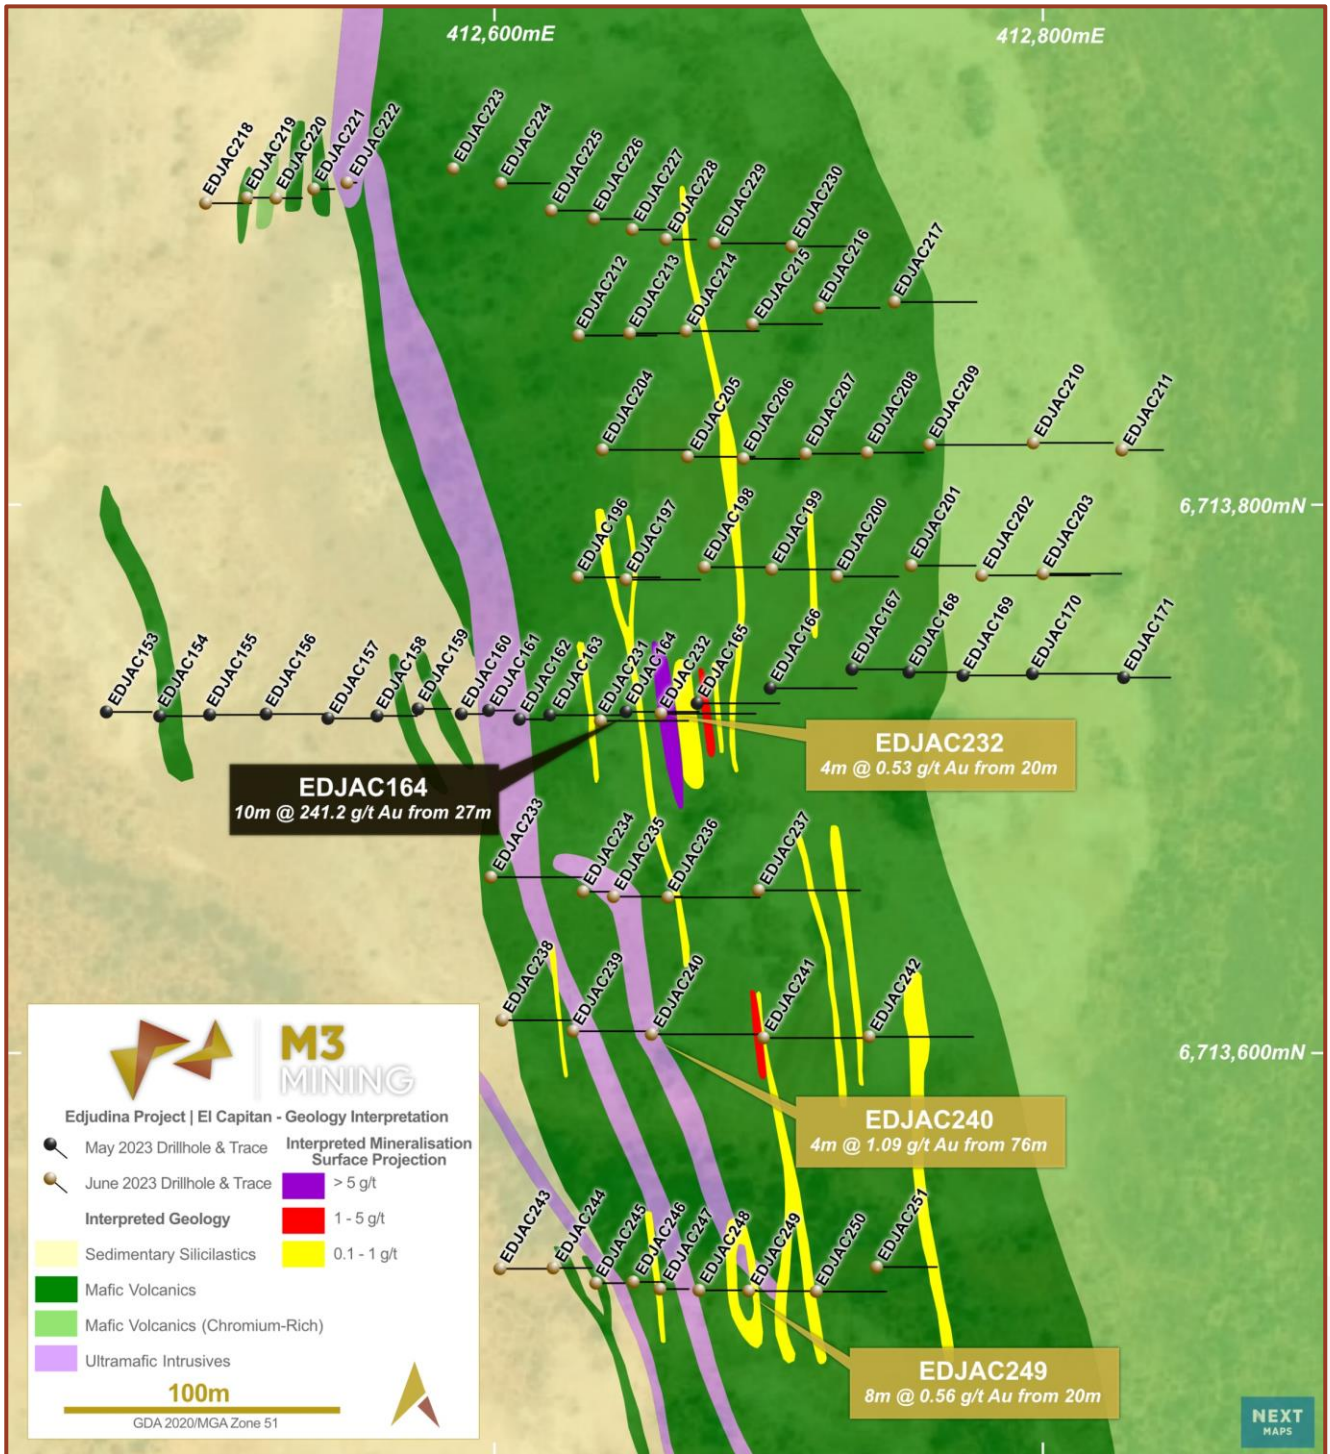 412,600mE
412,800mE
EDJAC218
EDJAC219
EDJAC220
EDJAC221
EDJAC222
EDJAC223
EDJAC224
EDJAC225
EDJAC226
EDJAC227
EDJAC228
EDJAC229
EDJAC230
EDJAC212
EDJAC213
EDJAC214
EDJAC215
EDJAC216
EDJAC217
EDJAC204
EDJAC205
EDJAC206
EDJAC207
EDJAC208
EDJAC209
EDJAC210
EDJAC211
6,713,800mN
EDJAC196
EDJAC197
EDJAC198
EDJAC199
EDJAC200
EDJAC201
EDJAC202
EDJAC203
EDJAC153
EDJAC154
EDJAC155
EDJAC156
EDJAC157
EDJAC158
EDJAC159
EDJAC160
EDJAC161
EDJAC162
EDJAC163
EDJAC231
EDJAC164
EDJAC232
EDJAC165
EDJAC166
EDJAC167
EDJAC168
EDJAC169
EDJAC170
EDJAC171
EDJAC232
4m @ 0.53 g/t Au from 20m
EDJAC164
10m @ 241.2 g/t Au from 27m
EDJAC233
EDJAC234
EDJAC235
EDJAC236
EDJAC237
EDJAC238
EDJAC239
EDJAC240
EDJAC241
EDJAC242
6,713,600mN
EDJAC240
4m @ 1.09 g/t Au from 76m
EDJAC243
EDJAC244
EDJAC245
EDJAC246
EDJAC247
EDJAC248
EDJAC249
EDJAC250
EDJAC251
EDJAC249
8m @ 0.56 g/t Au from 20m
M3
MINING
Edjudina Project | El Capitan - Geology Interpretation
May 2023 Drillhole & Trace
June 2023 Drillhole & Trace
Interpreted Geology
Sedimentary Silicilastics
Mafic Volcanics
Mafic Volcanics (Chromium-Rich)
Ultramafic Intrusives
Interpreted Mineralisation
Surface Projection
> 5 g/t
1 - 5 g/t
0.1 - 1 g/t
100m
GDA 2020/MGA Zone 51
NEXT
MAPS